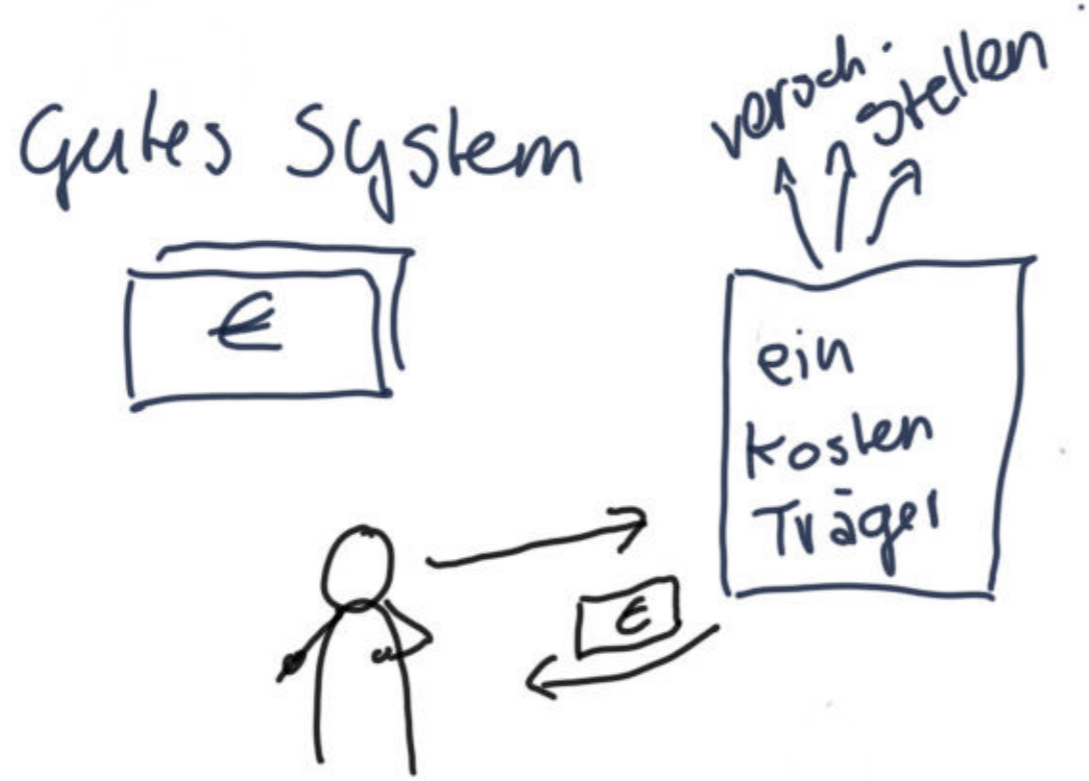 Gutes System
versch.
stellen
€
ein
kosten
Träger
€